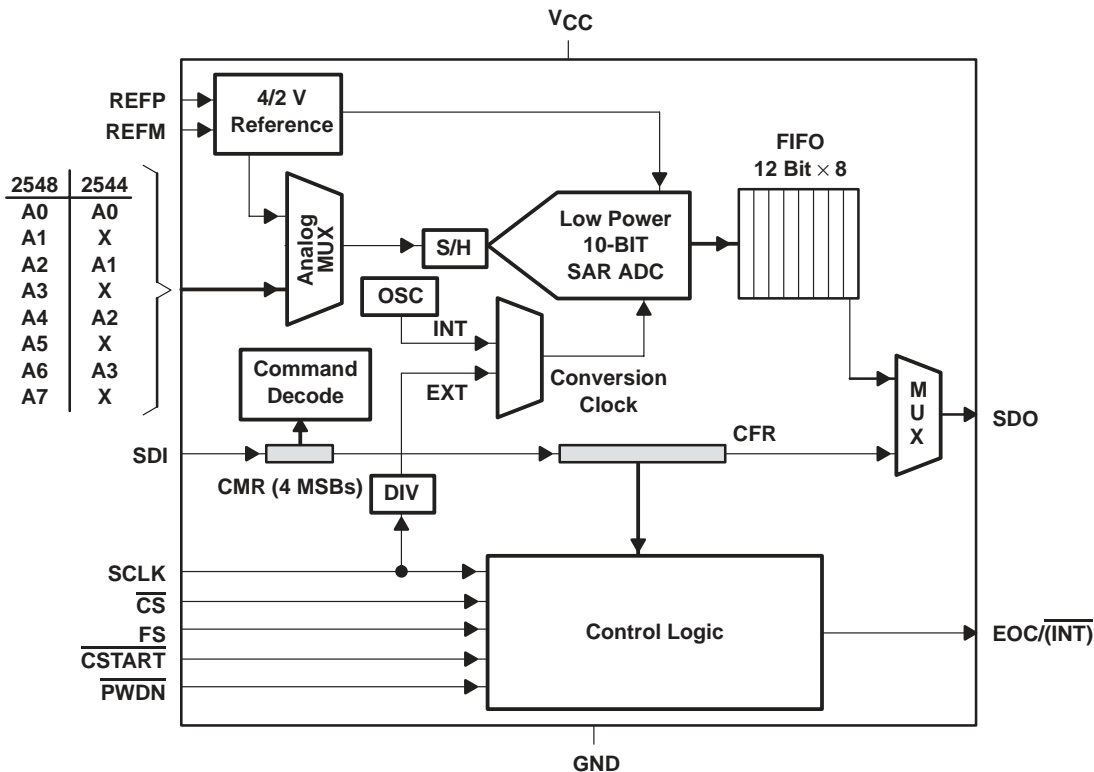 VCC
REFP
REFM
4/2 V
Reference
FIFO
12 Bit × 8
2548 2544
A0 A0
A1 X
A2 A1
A3 X
A4 A2
A5 X
A6 A3
A7 X
Analog
MUX
S/H
Low Power
10-BIT
SAR ADC
OSC
INT
EXT
Conversion
Clock
Command
Decode
MUX
SDO
SDI
CMR (4 MSBs)
CFR
DIV
SCLK
CS
FS
CSTART
PWDN
Control Logic
EOC/(INT)
GND